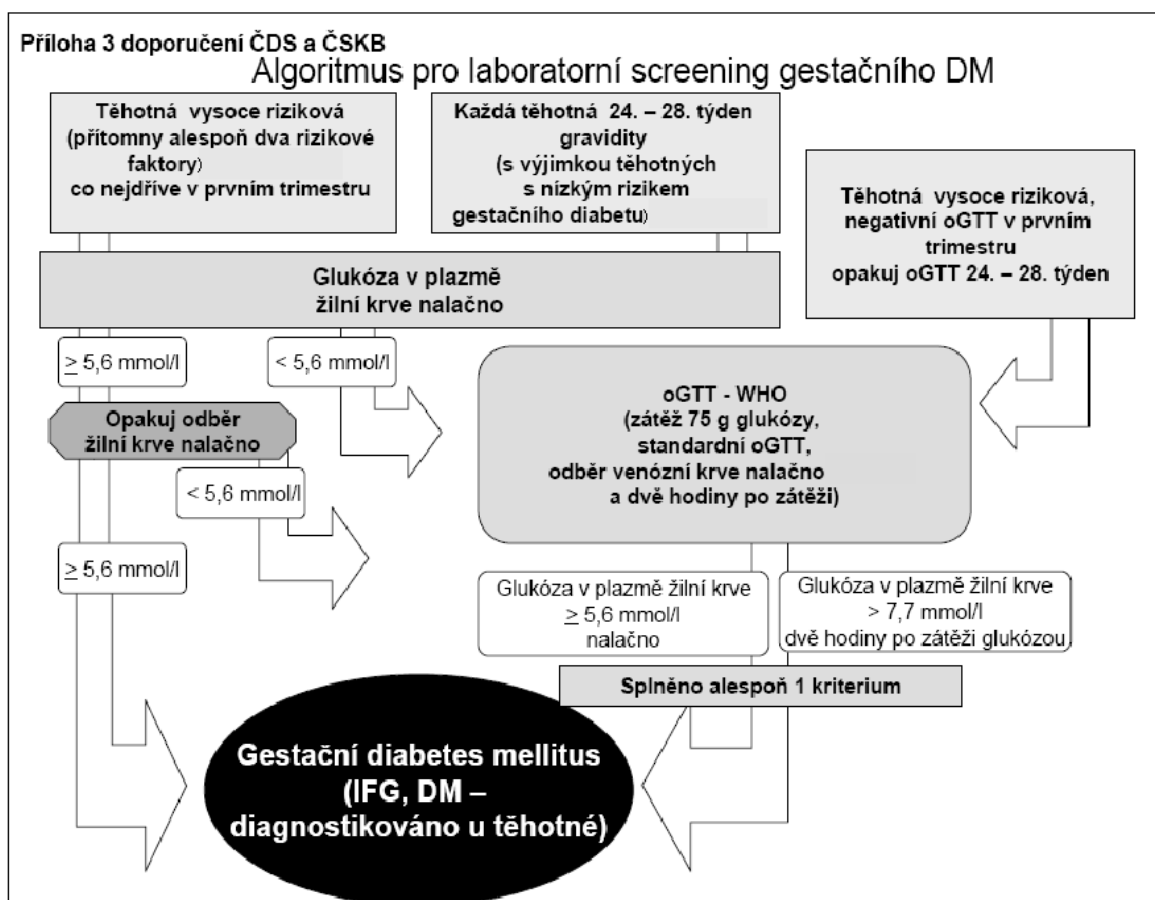 Příloha 3 doporučení ČDS a ČSKB
Algoritmus pro laboratorní screening gestačního DM
Těhotná vysoce riziková
(přítomny alespoň dva rizikové
faktory)
co nejdříve v prvním trimestru
Každá těhotná 24. – 28. týden
gravidity
(s výjimkou těhotných
s nízkým rizikem
gestačního diabetu)
Těhotná vysoce riziková,
negativní oGTT v prvním
trimestru
opakuj oGTT 24. – 28. týden
Glukóza v plazmě
žilní krve nalačno
≥ 5,6 mmol/l
< 5,6 mmol/l
Opakuj odběr
žilní krve nalačno
< 5,6 mmol/l
≥ 5,6 mmol/l
oGTT - WHO
(zátěž 75 g glukózy,
standardní oGTT,
odběr venózní krve nalačno
a dvě hodiny po zátěži)
Glukóza v plazmě žilní krve
≥ 5,6 mmol/l
nalačno
Glukóza v plazmě žilní krve
> 7,7 mmol/l
dvě hodiny po zátěži glukózou
Splněno alespoň 1 kriterium
Gestační diabetes mellitus
(IFG, DM –
diagnostikováno u těhotné)